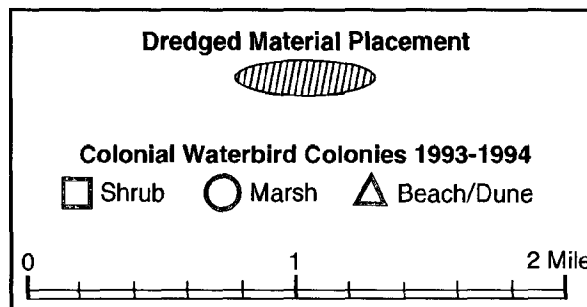 Dredged Material Placement
Colonial Waterbird Colonies 1993-1994
Shrub Marsh Beach/Dune
0 1 2 Mile